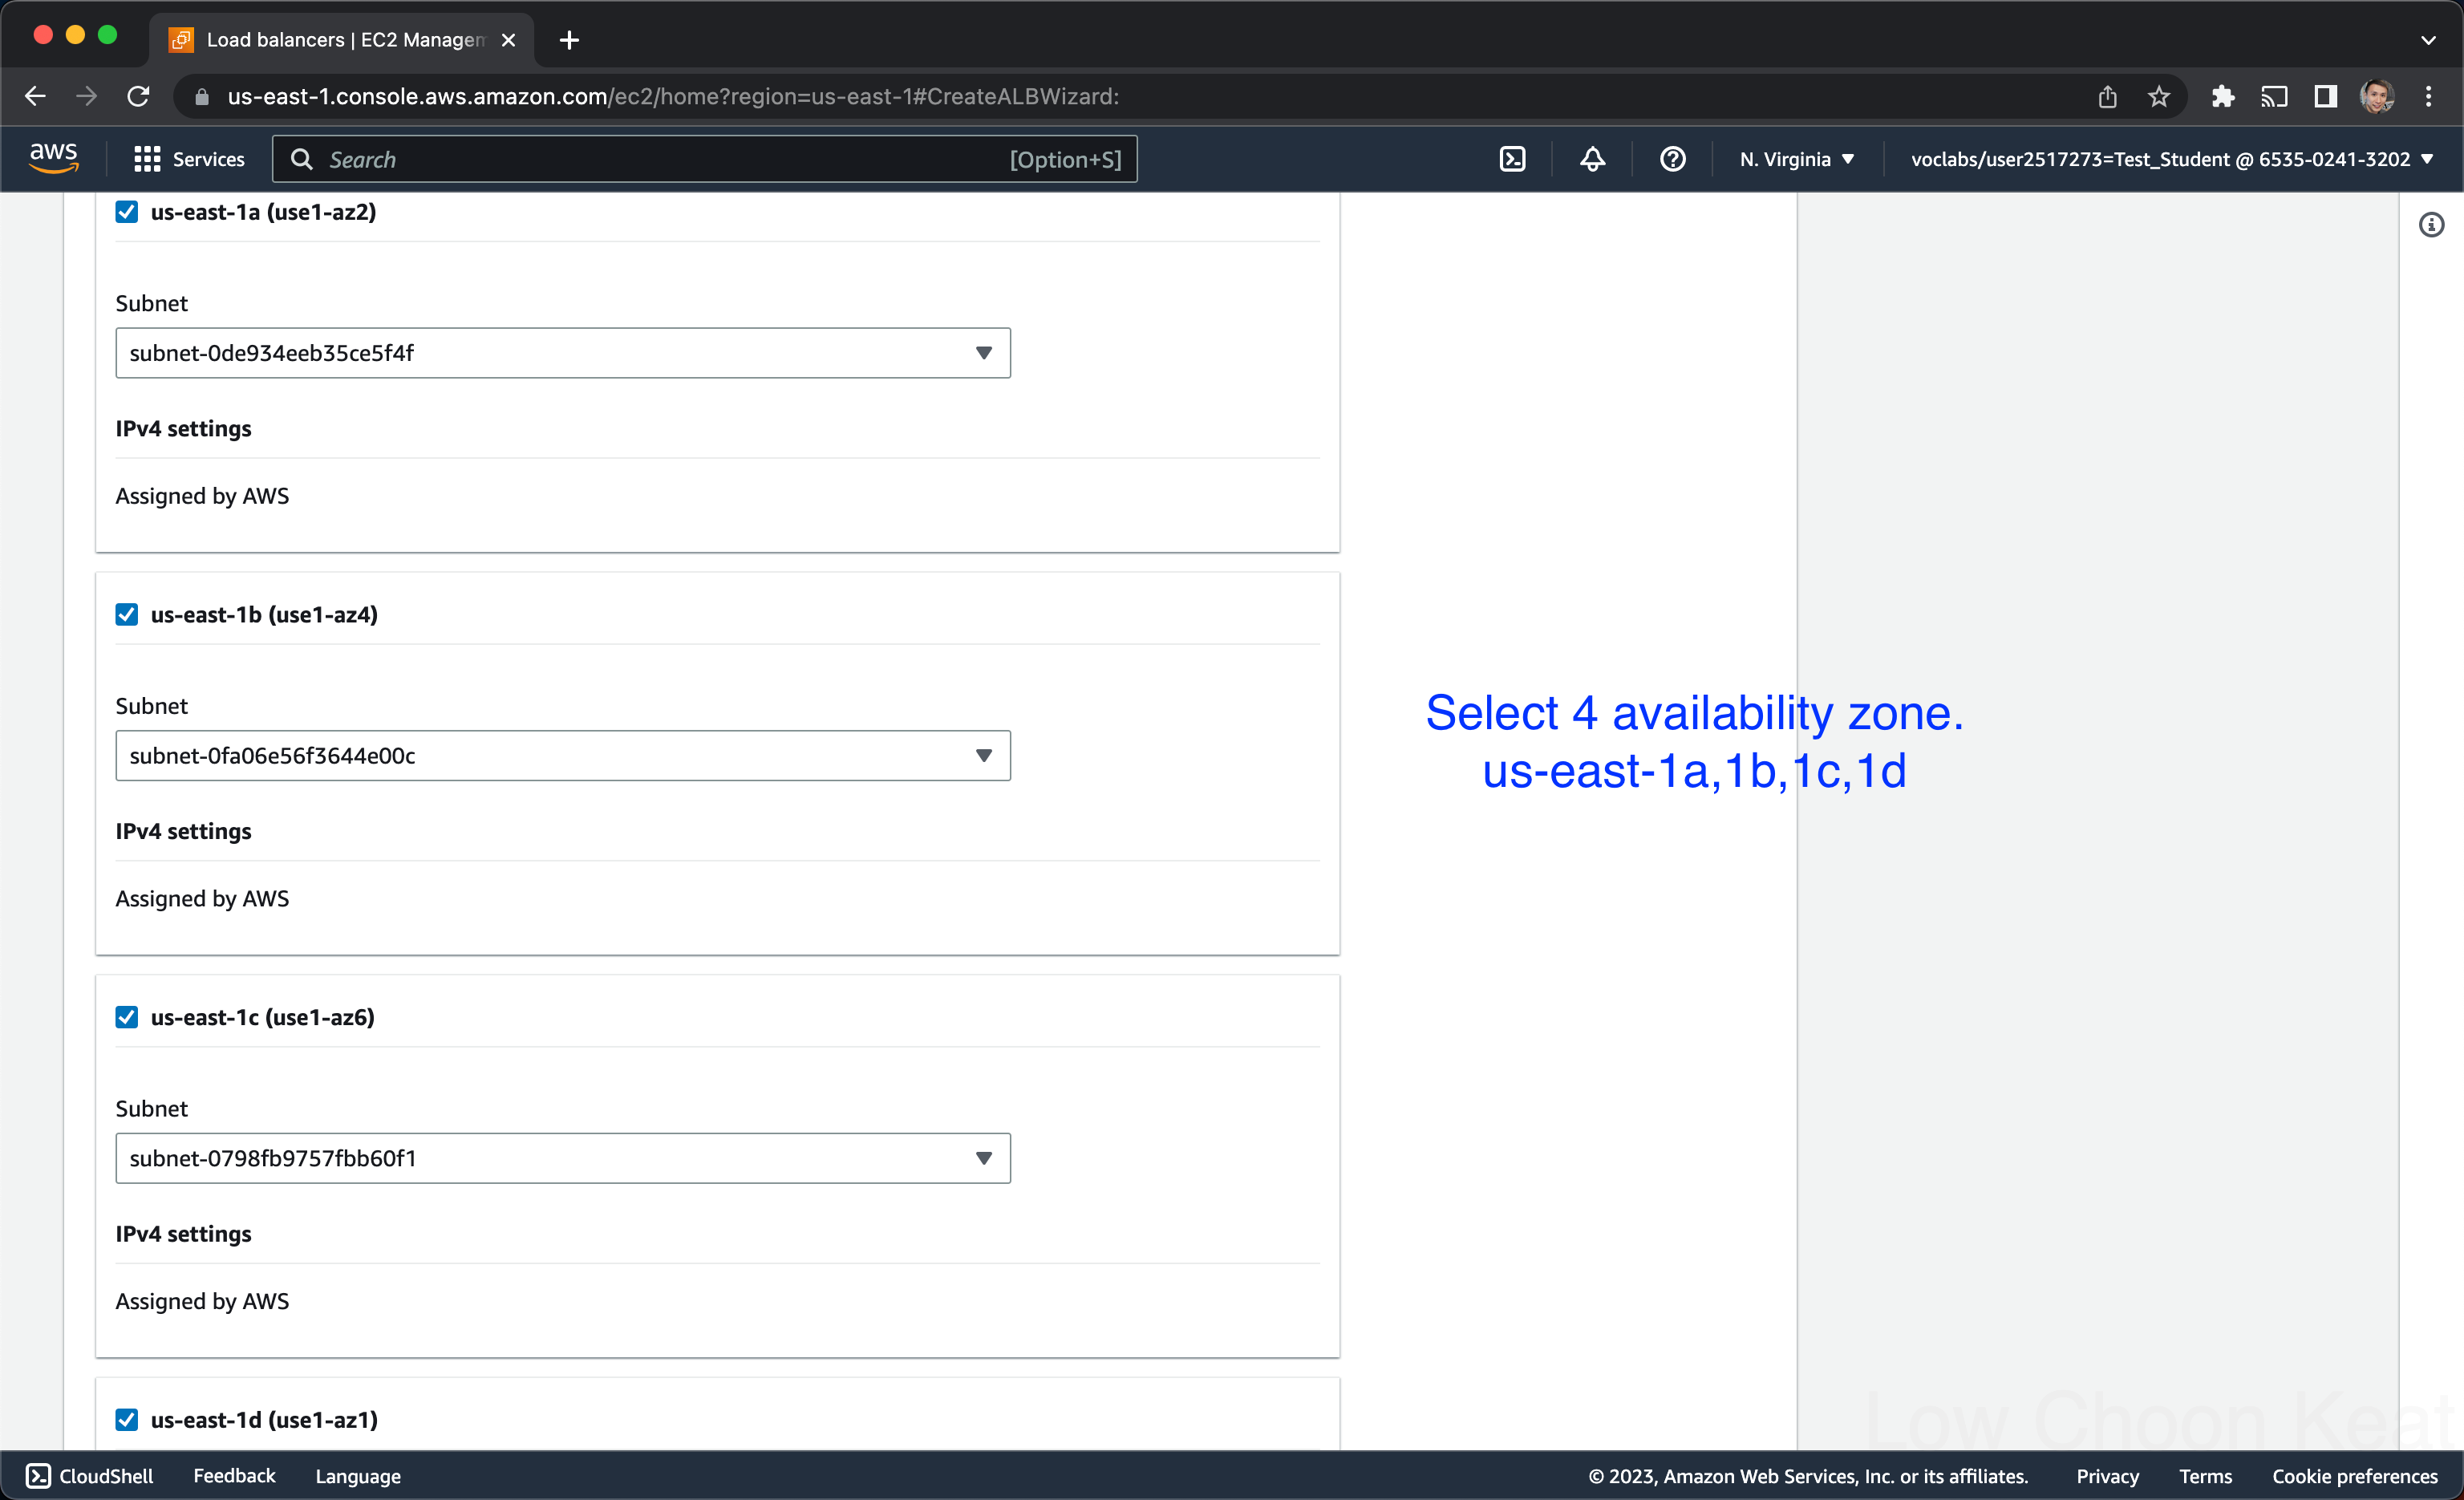 Load balancers | EC2 Managem
us-east-1.console.aws.amazon.com/ec2/home?region=us-east-1#CreateALBWizard:
aws
Services
Search
[Option+S]
N. Virginia
voclabs/user2517273=Test_Student @ 6535-0241-3202
us-east-1a (use1-az2)
Subnet
subnet-0de934eeb35ce5f4f
IPv4 settings
Assigned by AWS
us-east-1b (use1-az4)
Subnet
subnet-0fa06e56f3644e00c
IPv4 settings
Assigned by AWS
Select 4 availability zone.
us-east-1a,1b,1c,1d
us-east-1c (use1-az6)
Subnet
subnet-0798fb9757fbb60f1
IPv4 settings
Assigned by AWS
us-east-1d (use1-az1)
Low Choon Keat
CloudShell
Feedback
Language
© 2023, Amazon Web Services, Inc. or its affiliates.
Privacy
Terms
Cookie preferences